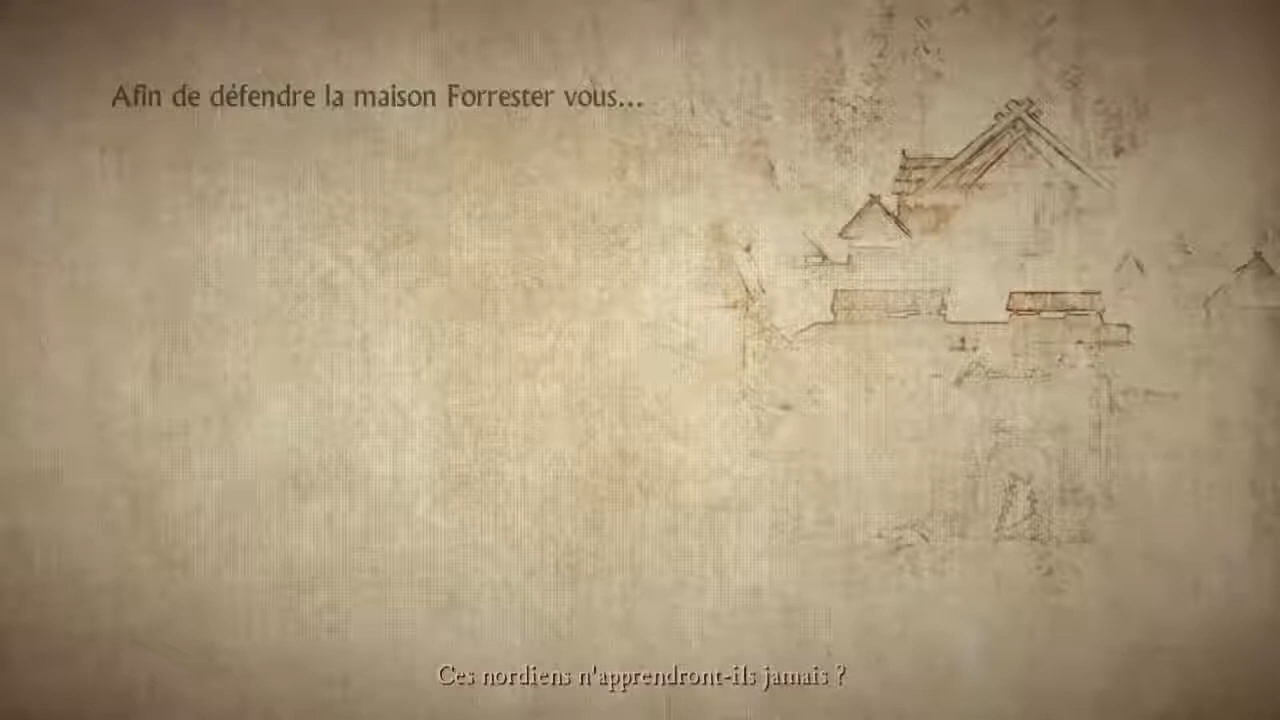 Afin de défendre la maison Forrester vous...
Ces nordiens n'apprendront-ils jamais ?